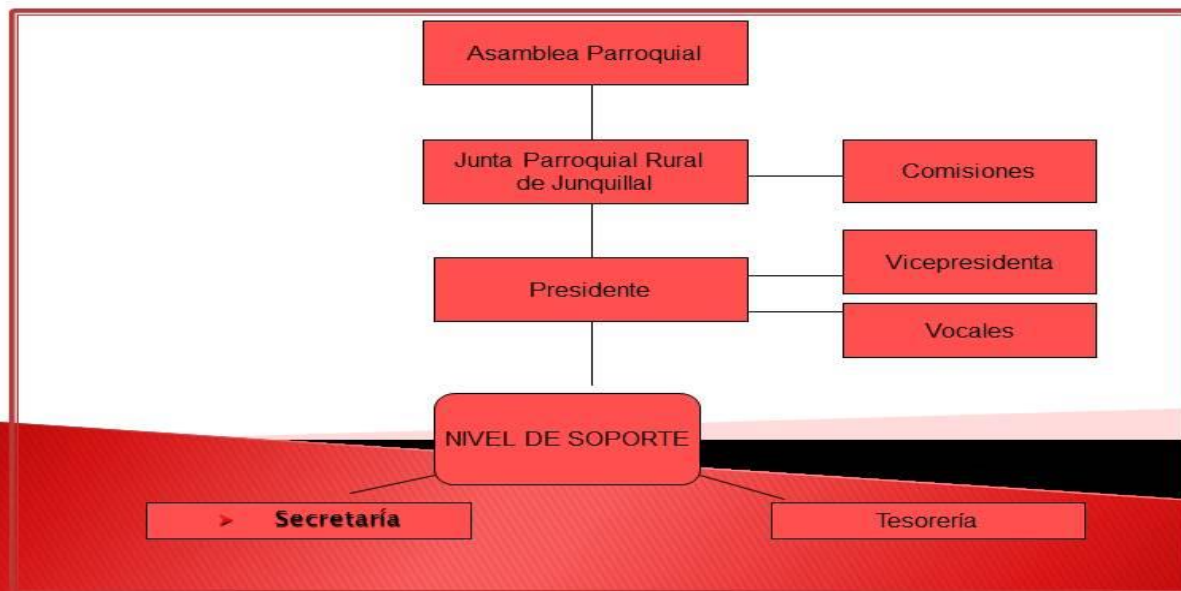 Asamblea Parroquial
Junta Parroquial Rural
de Junquillal
Comisiones
Presidente
Vicepresidenta
Vocales
NIVEL DE SOPORTE
Secretaría
Tesorería